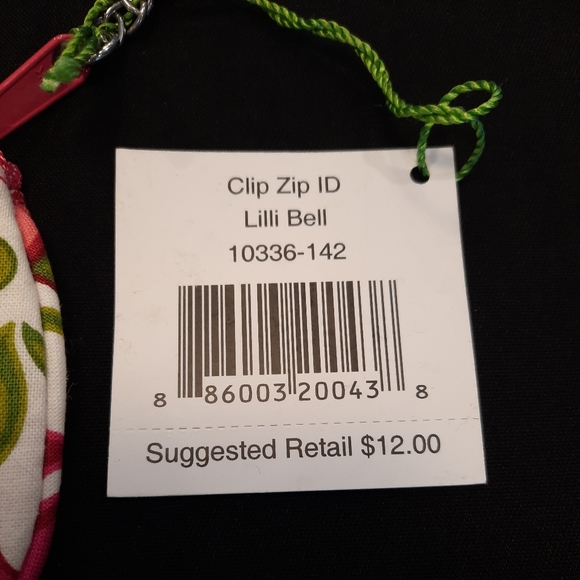 Clip Zip ID
Lilli Bell
10336-142
8 86003 20043 8
Suggested Retail $12.00